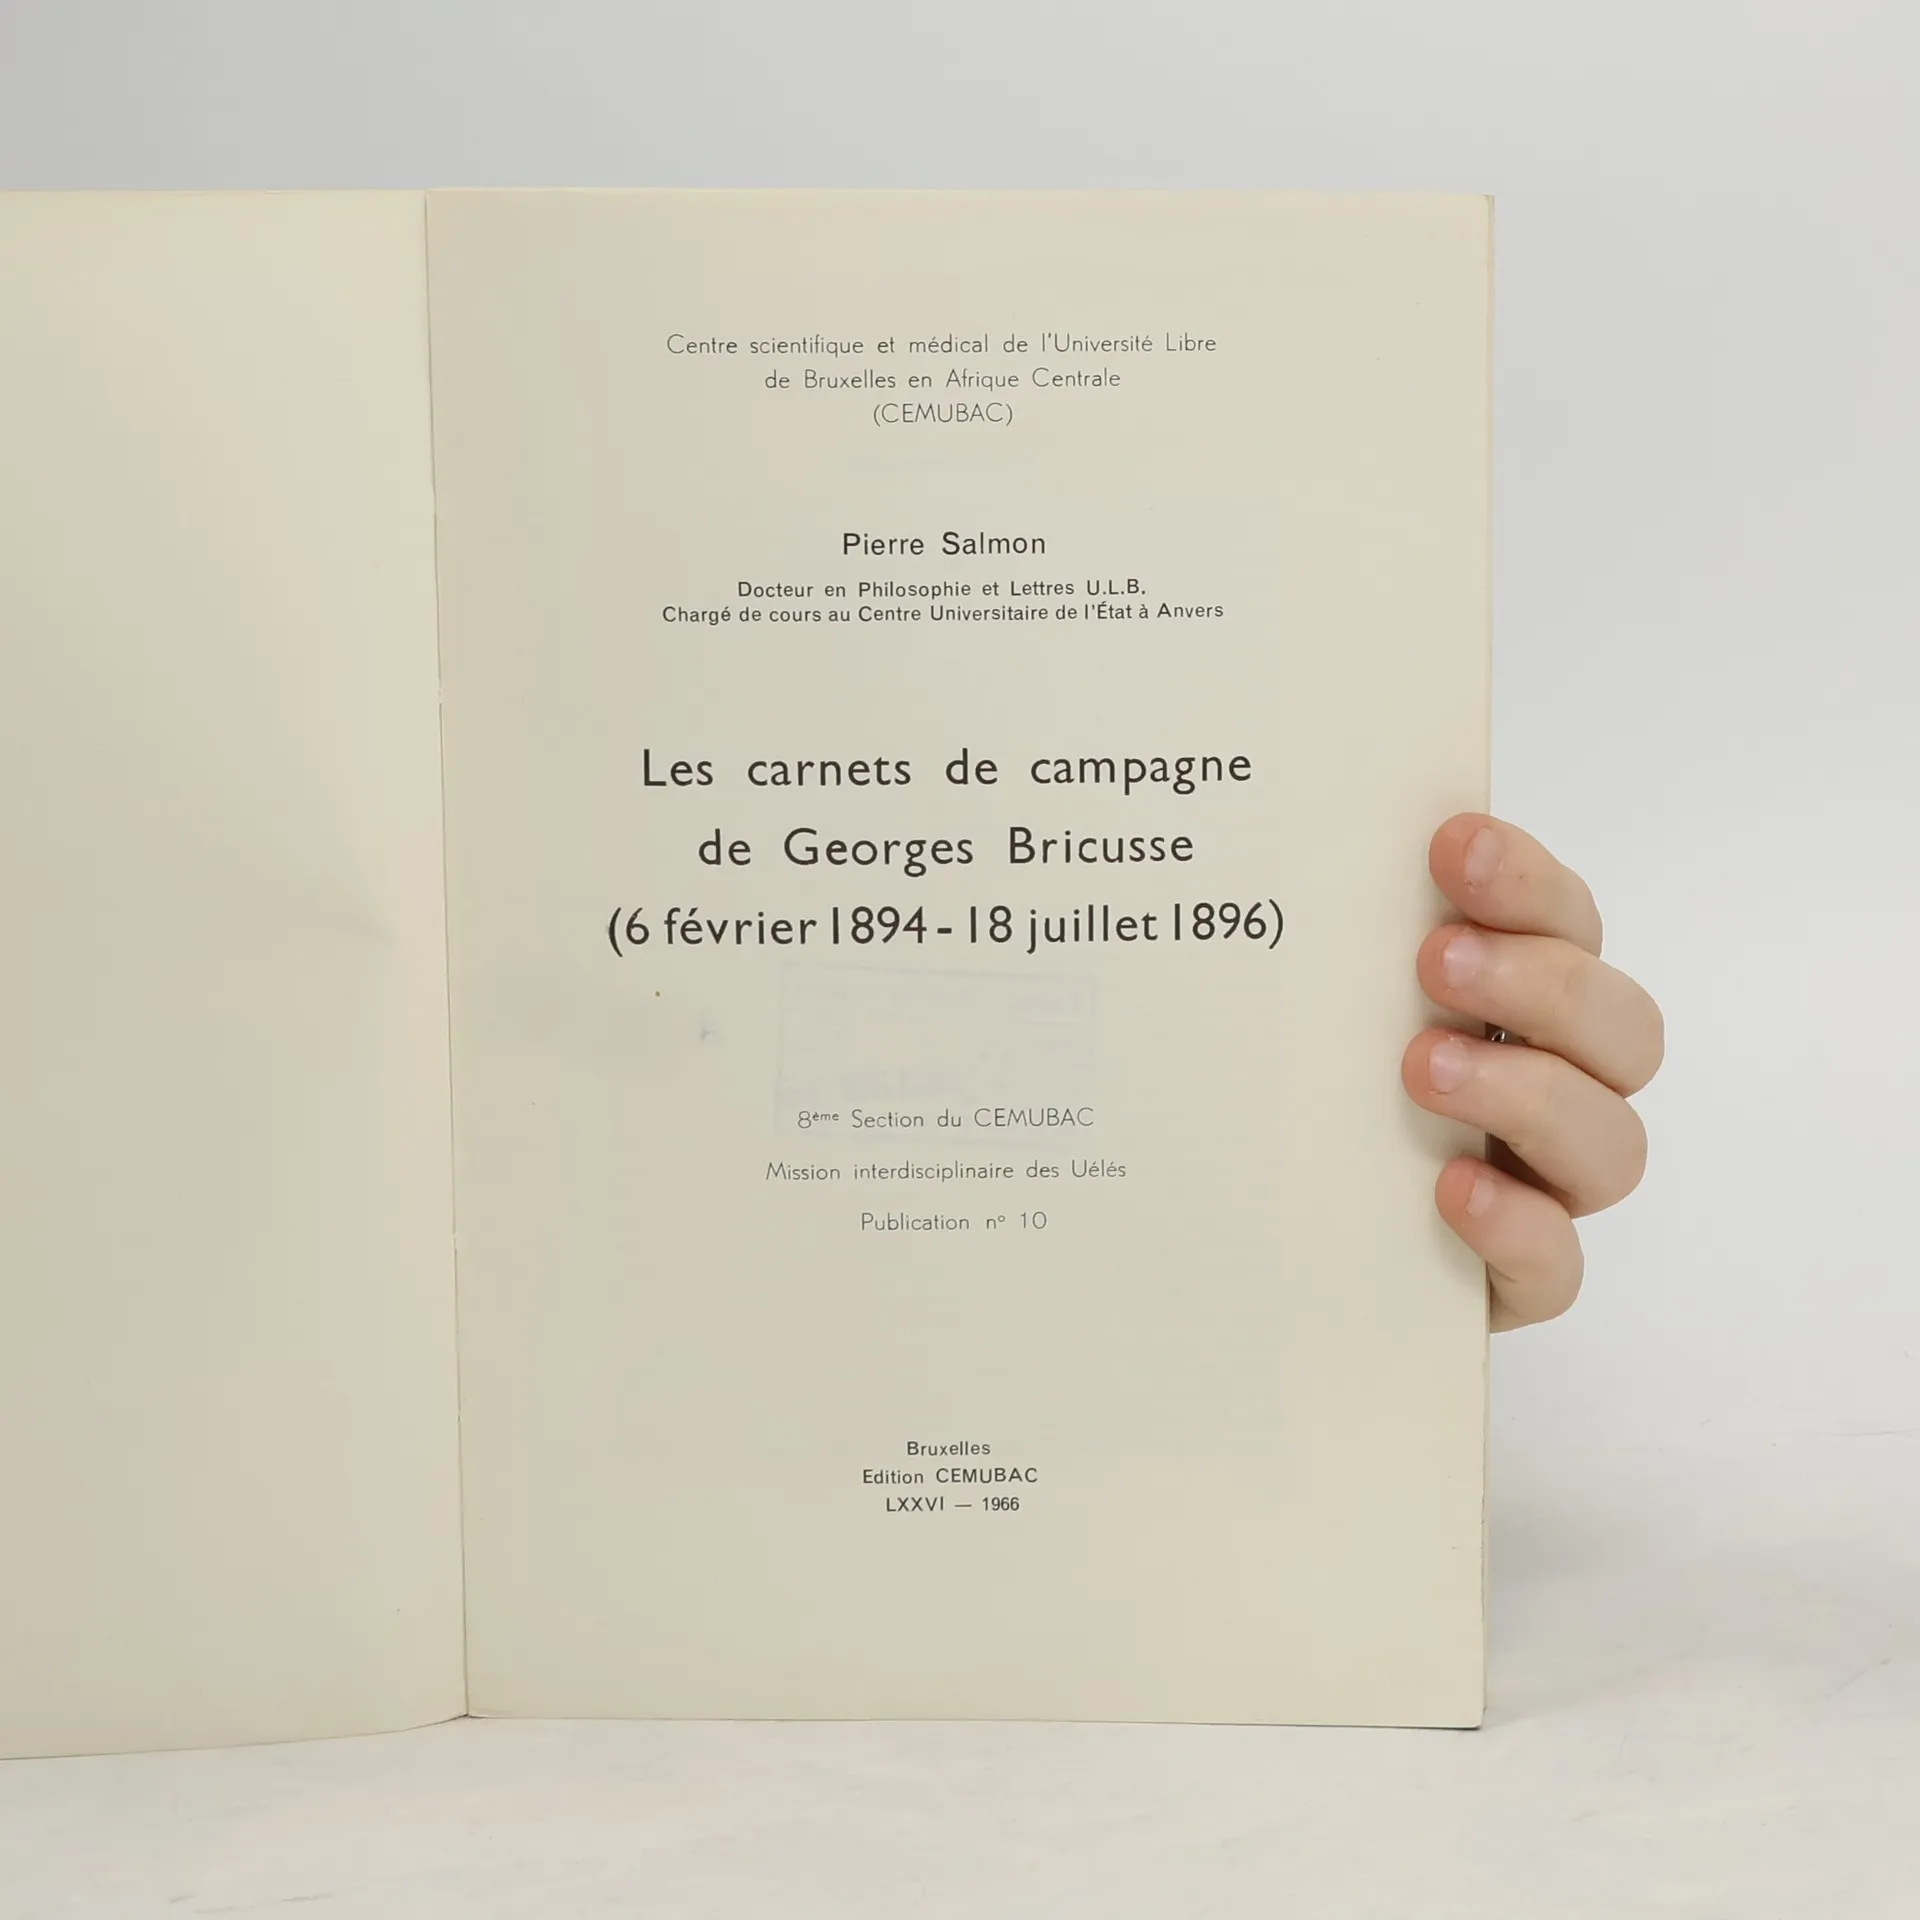 Centre scientifique et médical de l'Université Libre
de Bruxelles en Afrique Centrale
(CEMUBAC)
Pierre Salmon
Docteur en Philosophie et Lettres U.L.B.
Chargé de cours au Centre Universitaire de l'État à Anvers
Les carnets de campagne
de Georges Bricusse
(6 février 1894 - 18 juillet 1896)
8ème Section du CEMUBAC
Mission interdisciplinaire des Uélés
Publication n° 10
Bruxelles
Edition CEMUBAC
LXXVI — 1966